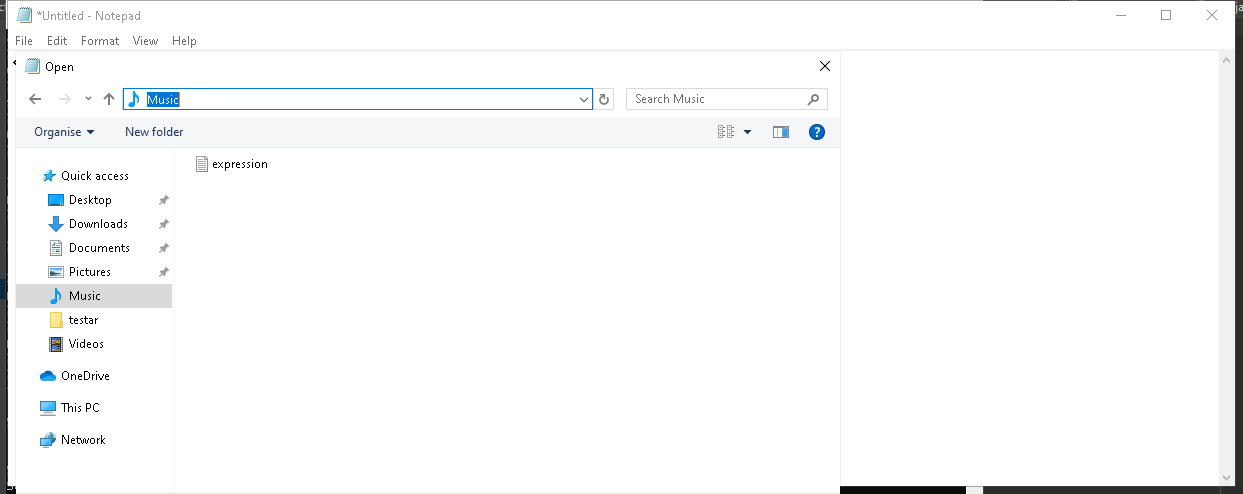 *Untitled - Notepad
File Edit Format View Help
Open
Music
Search Music
Organise New folder
?
expression
Quick access
Desktop
Downloads
Documents
Pictures
Music
testar
Videos
OneDrive
This PC
Network